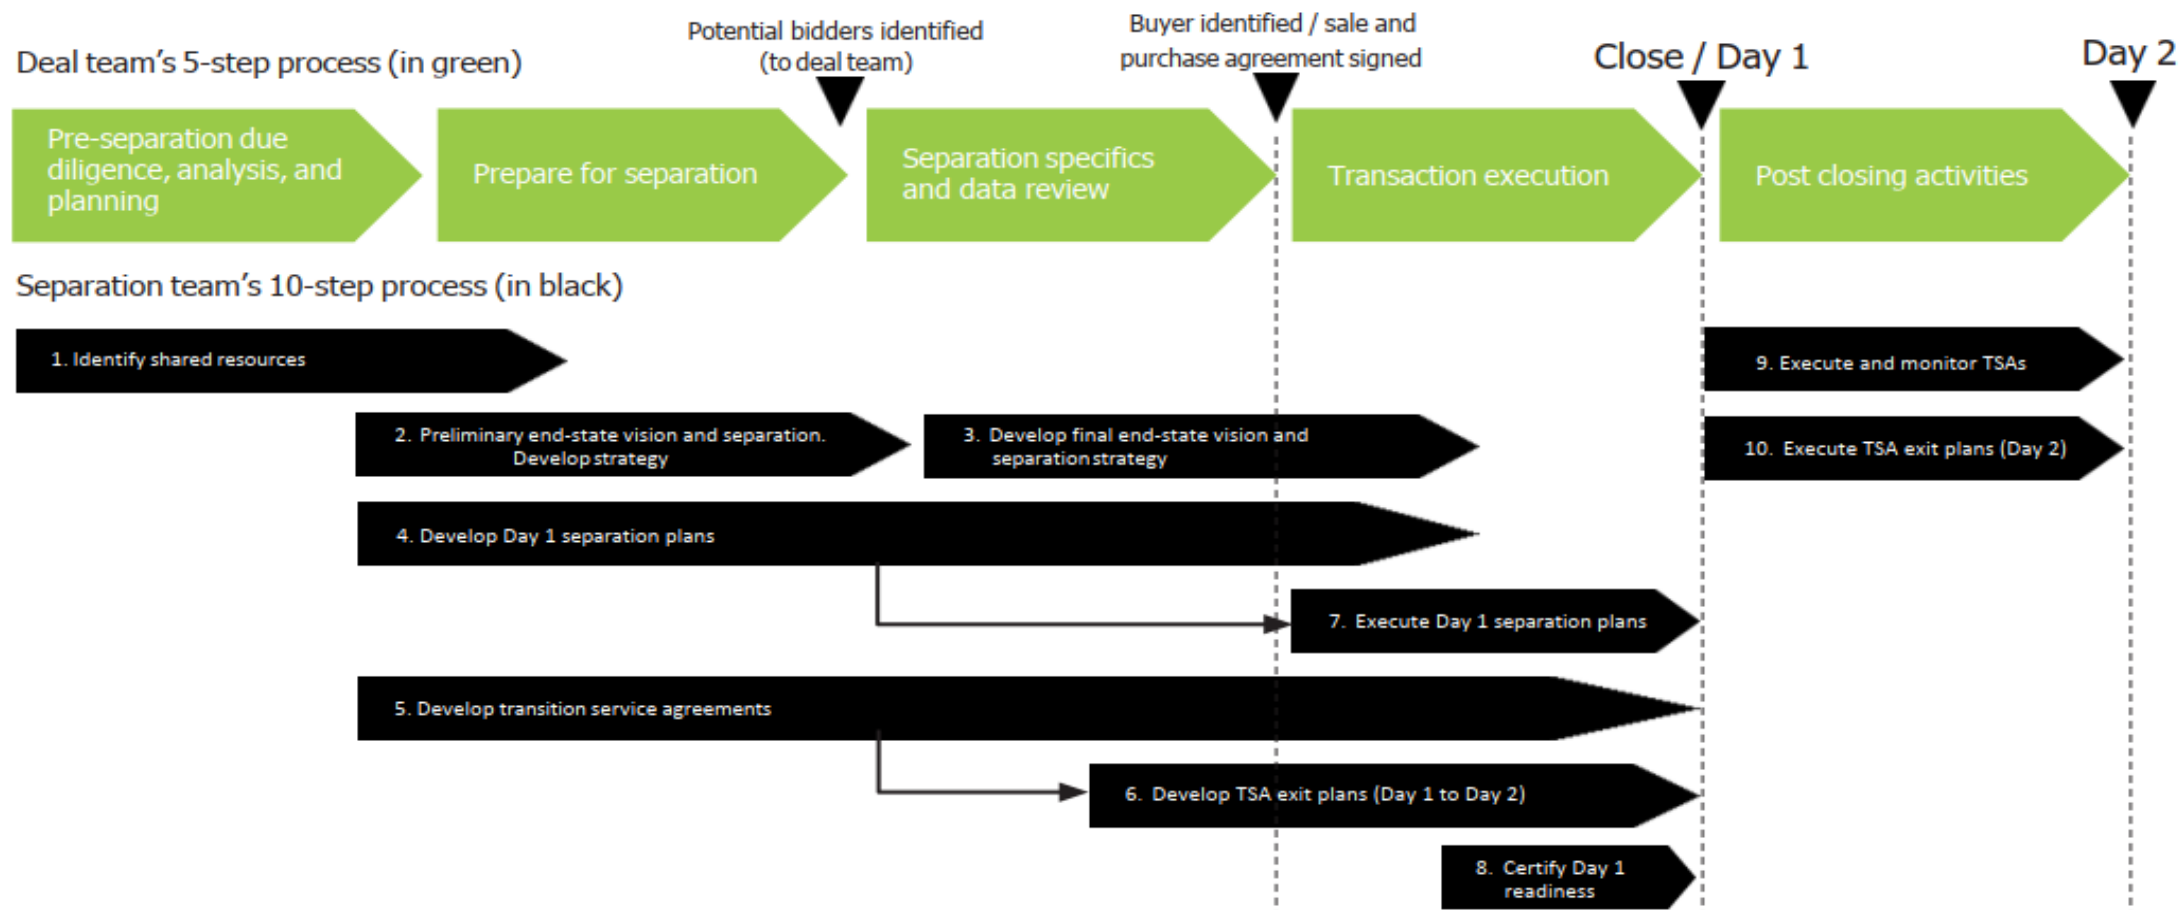 Potential bidders identified
(to deal team)
Buyer identified / sale and
purchase agreement signed
Close / Day 1
Day 2
Deal team's 5-step process (in green)
Pre-separation due
diligence, analysis, and
planning
Prepare for separation
Separation specifics
and data review
Transaction execution
Post closing activities
Separation team's 10-step process (in black)
1. Identify shared resources
9. Execute and monitor TSAs
2. Preliminary end-state vision and separation.
Develop strategy
3. Develop final end-state vision and
separation strategy
10. Execute TSA exit plans (Day 2)
4. Develop Day 1 separation plans
7. Execute Day 1 separation plans
5. Develop transition service agreements
6. Develop TSA exit plans (Day 1 to Day 2)
8. Certify Day 1
readiness